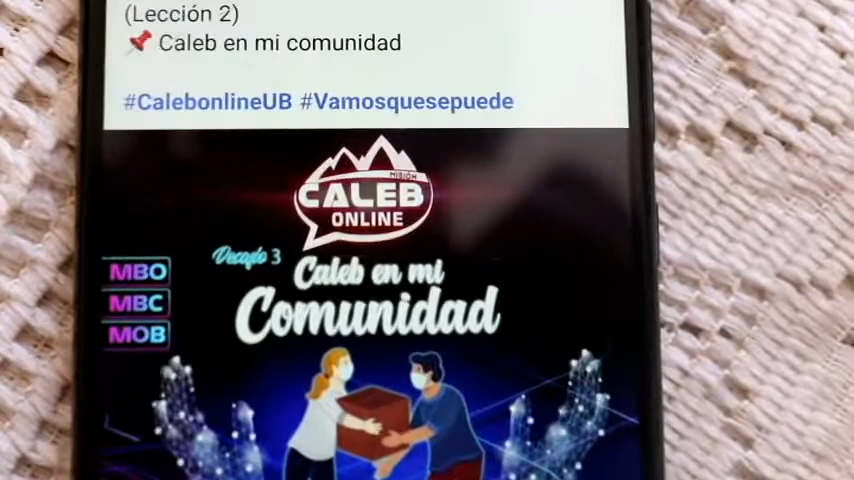 (Lección 2)
📌 Caleb en mi comunidad
#CalebonlineUB #Vamosquesepuede
MISIÓN
CALEB
ONLINE
Desafío 3
Caleb en mi
Comunidad
MBO
MBC
MOB